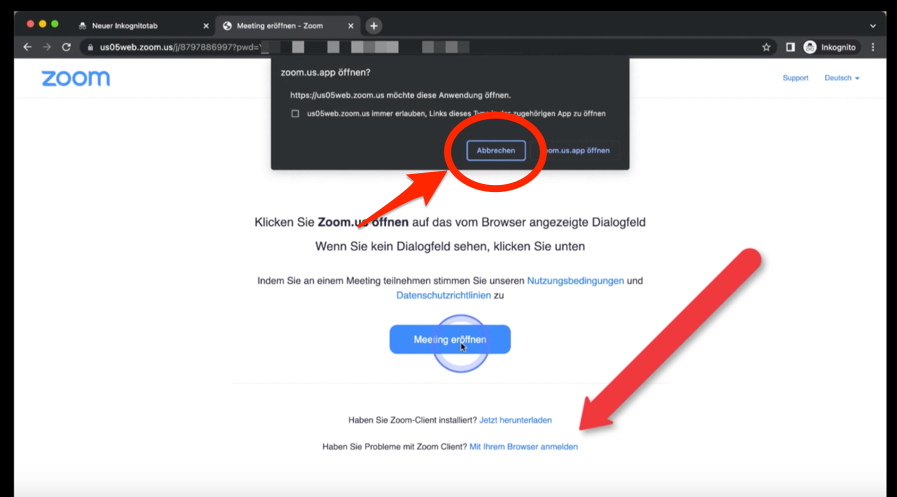 Neuer Inkognitotab
Meeting eröffnen - Zoom
us05web.zoom.us/j/8797886997?pwd=
Inkognito
zoom
Support
Deutsch
zoom.us.app öffnen?
https://us05web.zoom.us möchte diese Anwendung öffnen.
us05web.zoom.us immer erlauben, Links dieses in der zugehörigen App zu öffnen
Abbrechen
om.us.app öffnen
Klicken Sie Zoom.us öffnen auf das vom Browser angezeigte Dialogfeld
Wenn Sie kein Dialogfeld sehen, klicken Sie unten
Indem Sie an einem Meeting teilnehmen stimmen Sie unseren Nutzungsbedingungen und
Datenschutzrichtlinien zu
Meeting eröffnen
Haben Sie Zoom-Client installiert? Jetzt herunterladen
Haben Sie Probleme mit Zoom Client? Mit Ihrem Browser anmelden